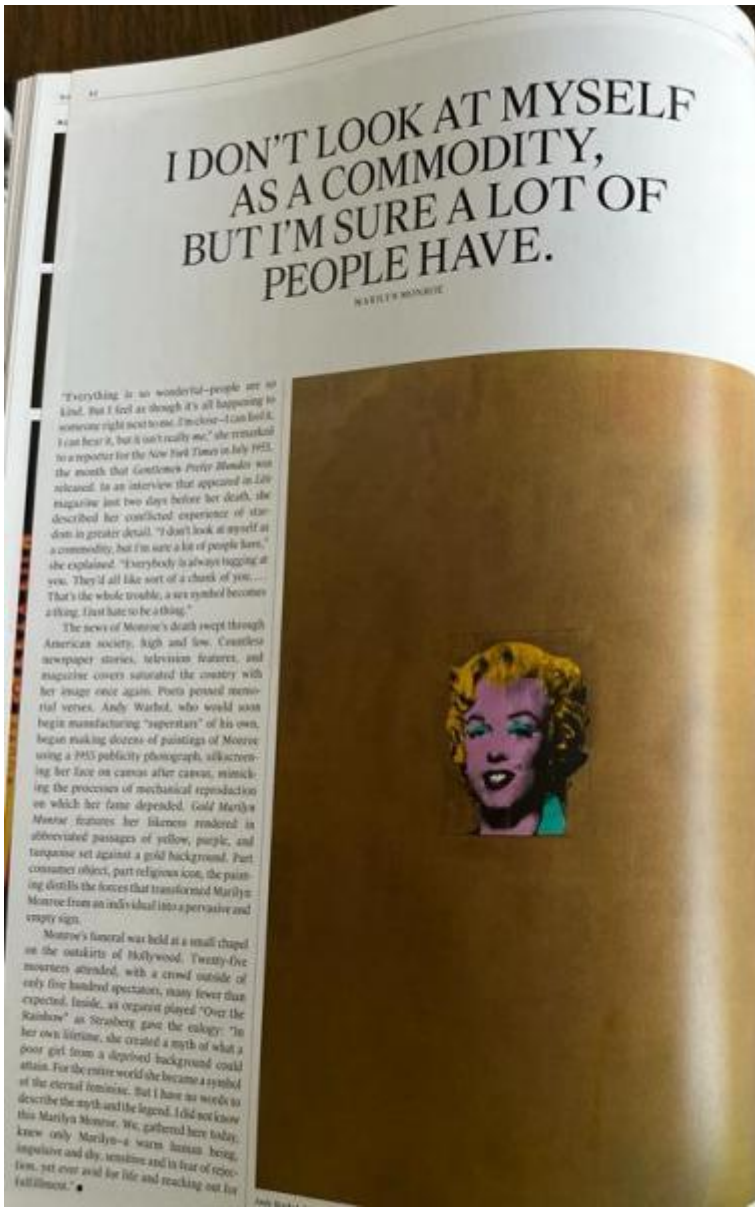 I DON'T LOOK AT MYSELF
AS A COMMODITY,
BUT I'M SURE A LOT OF
PEOPLE HAVE.
MARILYN MONROE
"Everything is so wonderful—people are so
kind. But I feel as though it's all happening to
someone right next to me. I'm close—I can feel it,
I can hear it, but it isn't really me," she remarked
to a reporter for the New York Times in July 1953,
the month that Gentlemen Prefer Blondes was
released. In an interview that appeared in Life
magazine just two days before her death, she
described her conflicted experience of star-
dom in greater detail. "I don't look at myself as
a commodity, but I'm sure a lot of people have,"
she explained. "Everybody is always tugging at
you. They'd all like sort of a chunk of you....
That's the whole trouble, a sex symbol becomes
a thing. I just hate to be a thing."
The news of Monroe's death swept through
American society, high and low. Countless
newspaper stories, television features, and
magazine covers saturated the country with
her image once again. Poets penned memo-
rial verses. Andy Warhol, who would soon
begin manufacturing "superstars" of his own,
began making dozens of paintings of Monroe
using a 1953 publicity photograph, silkscreen-
ing her face on canvas after canvas, mimick-
ing the processes of mechanical reproduction
on which her fame depended. Gold Marilyn
Monroe features her likeness rendered in
abbreviated passages of yellow, purple, and
turquoise set against a gold background. Part
consumer object, part religious icon, the paint-
ing distills the forces that transformed Marilyn
Monroe from an individual into a pervasive and
empty sign.
Monroe's funeral was held at a small chapel
on the outskirts of Hollywood. Twenty-five
mourners attended, with a crowd outside of
only five hundred spectators, many fewer than
expected. Inside, an organist played "Over the
Rainbow" as Strasberg gave the eulogy: "In
her own lifetime, she created a myth of what a
poor girl from a deprived background could
attain. For the entire world she became a symbol
of the eternal feminine. But I have no words to
describe the myth and the legend. I did not know
this Marilyn Monroe. We, gathered here today,
knew only Marilyn—a warm human being,
impulsive and shy, sensitive and in fear of rejec-
tion, yet ever avid for life and reaching out for
fulfillment."